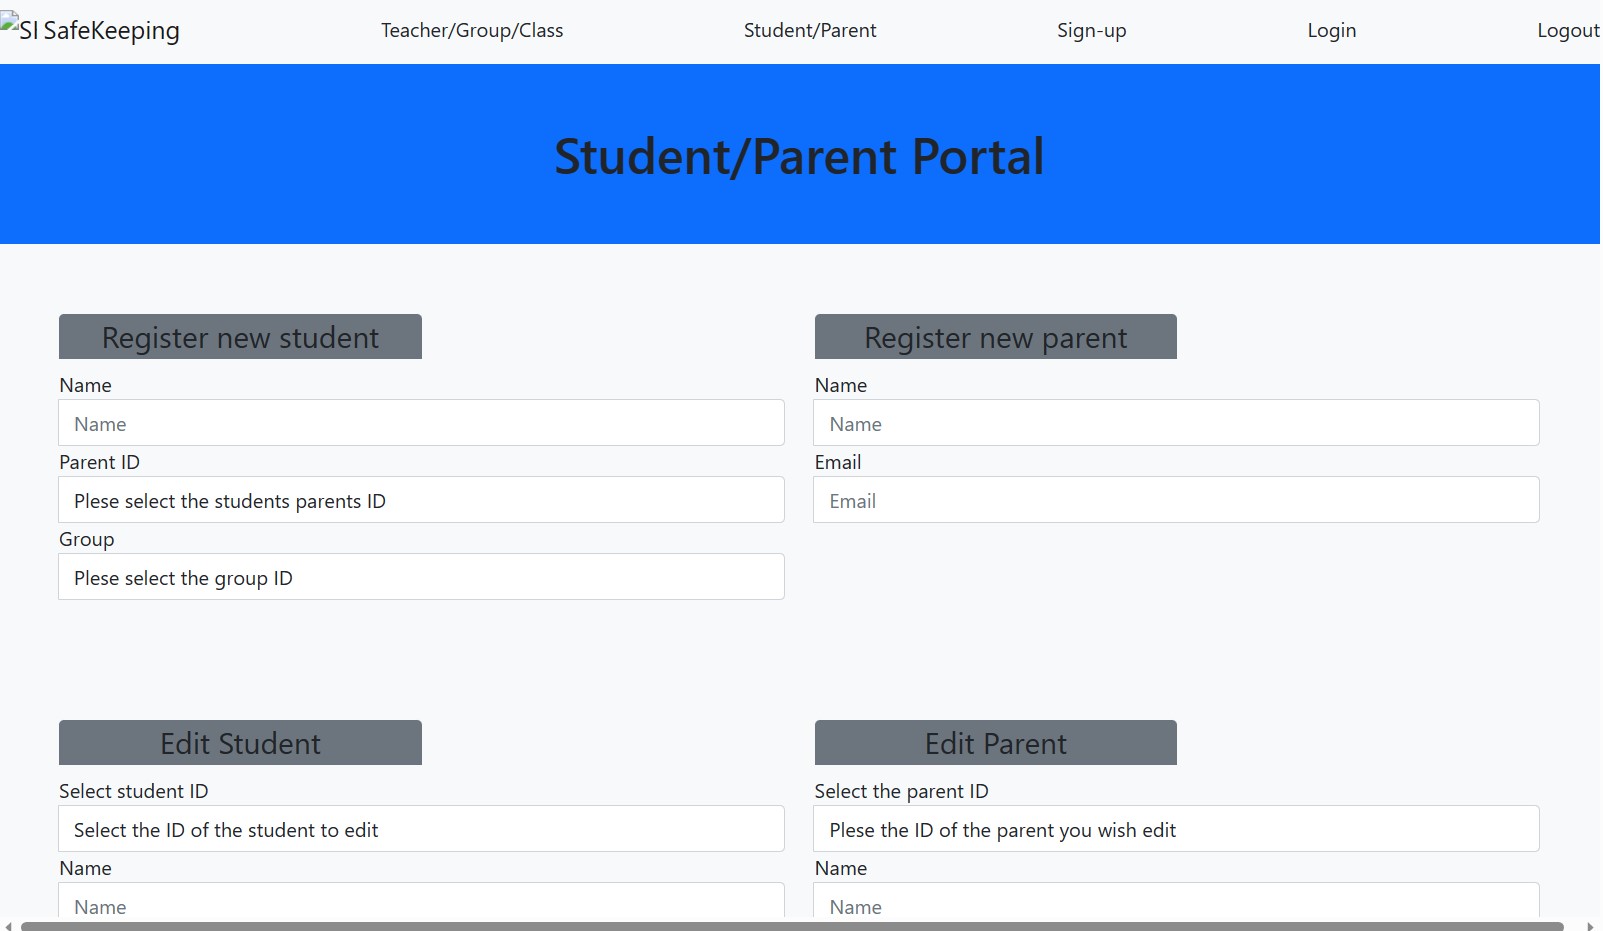 SI SafeKeeping Teacher/Group/Class Student/Parent Sign-up Login Logout
Student/Parent Portal
Register new student
Name
Name
Parent ID
Plese select the students parents ID
Group
Plese select the group ID
Register new parent
Name
Name
Email
Email
Edit Student
Select student ID
Select the ID of the student to edit
Name
Name
Edit Parent
Select the parent ID
Plese the ID of the parent you wish edit
Name
Name